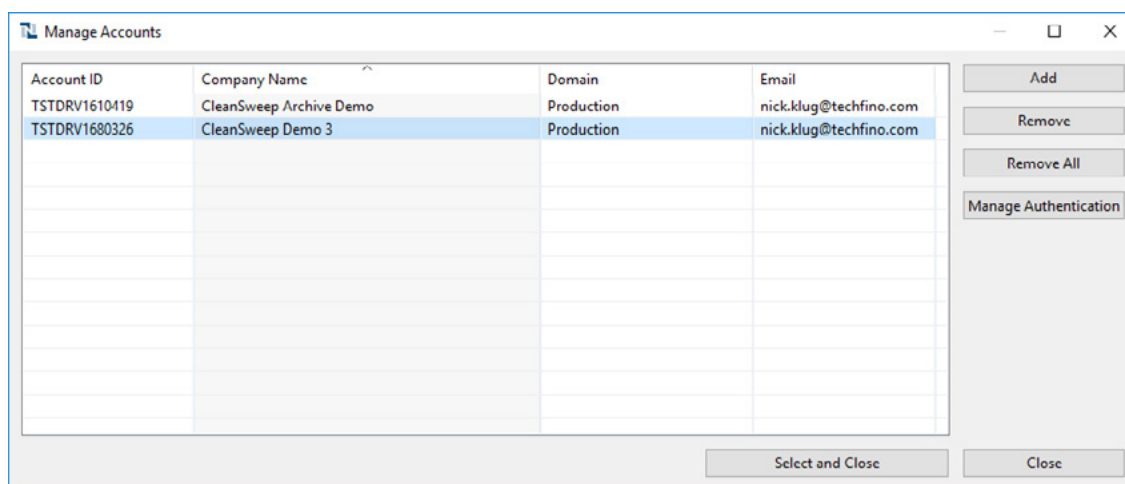 Manage Accounts
Account ID Company Name Domain Email
TSTDRV1610419 CleanSweep Archive Demo Production nick.klug@techfino.com
TSTDRV1680326 CleanSweep Demo 3 Production nick.klug@techfino.com
Add
Remove
Remove All
Manage Authentication
Select and Close Close